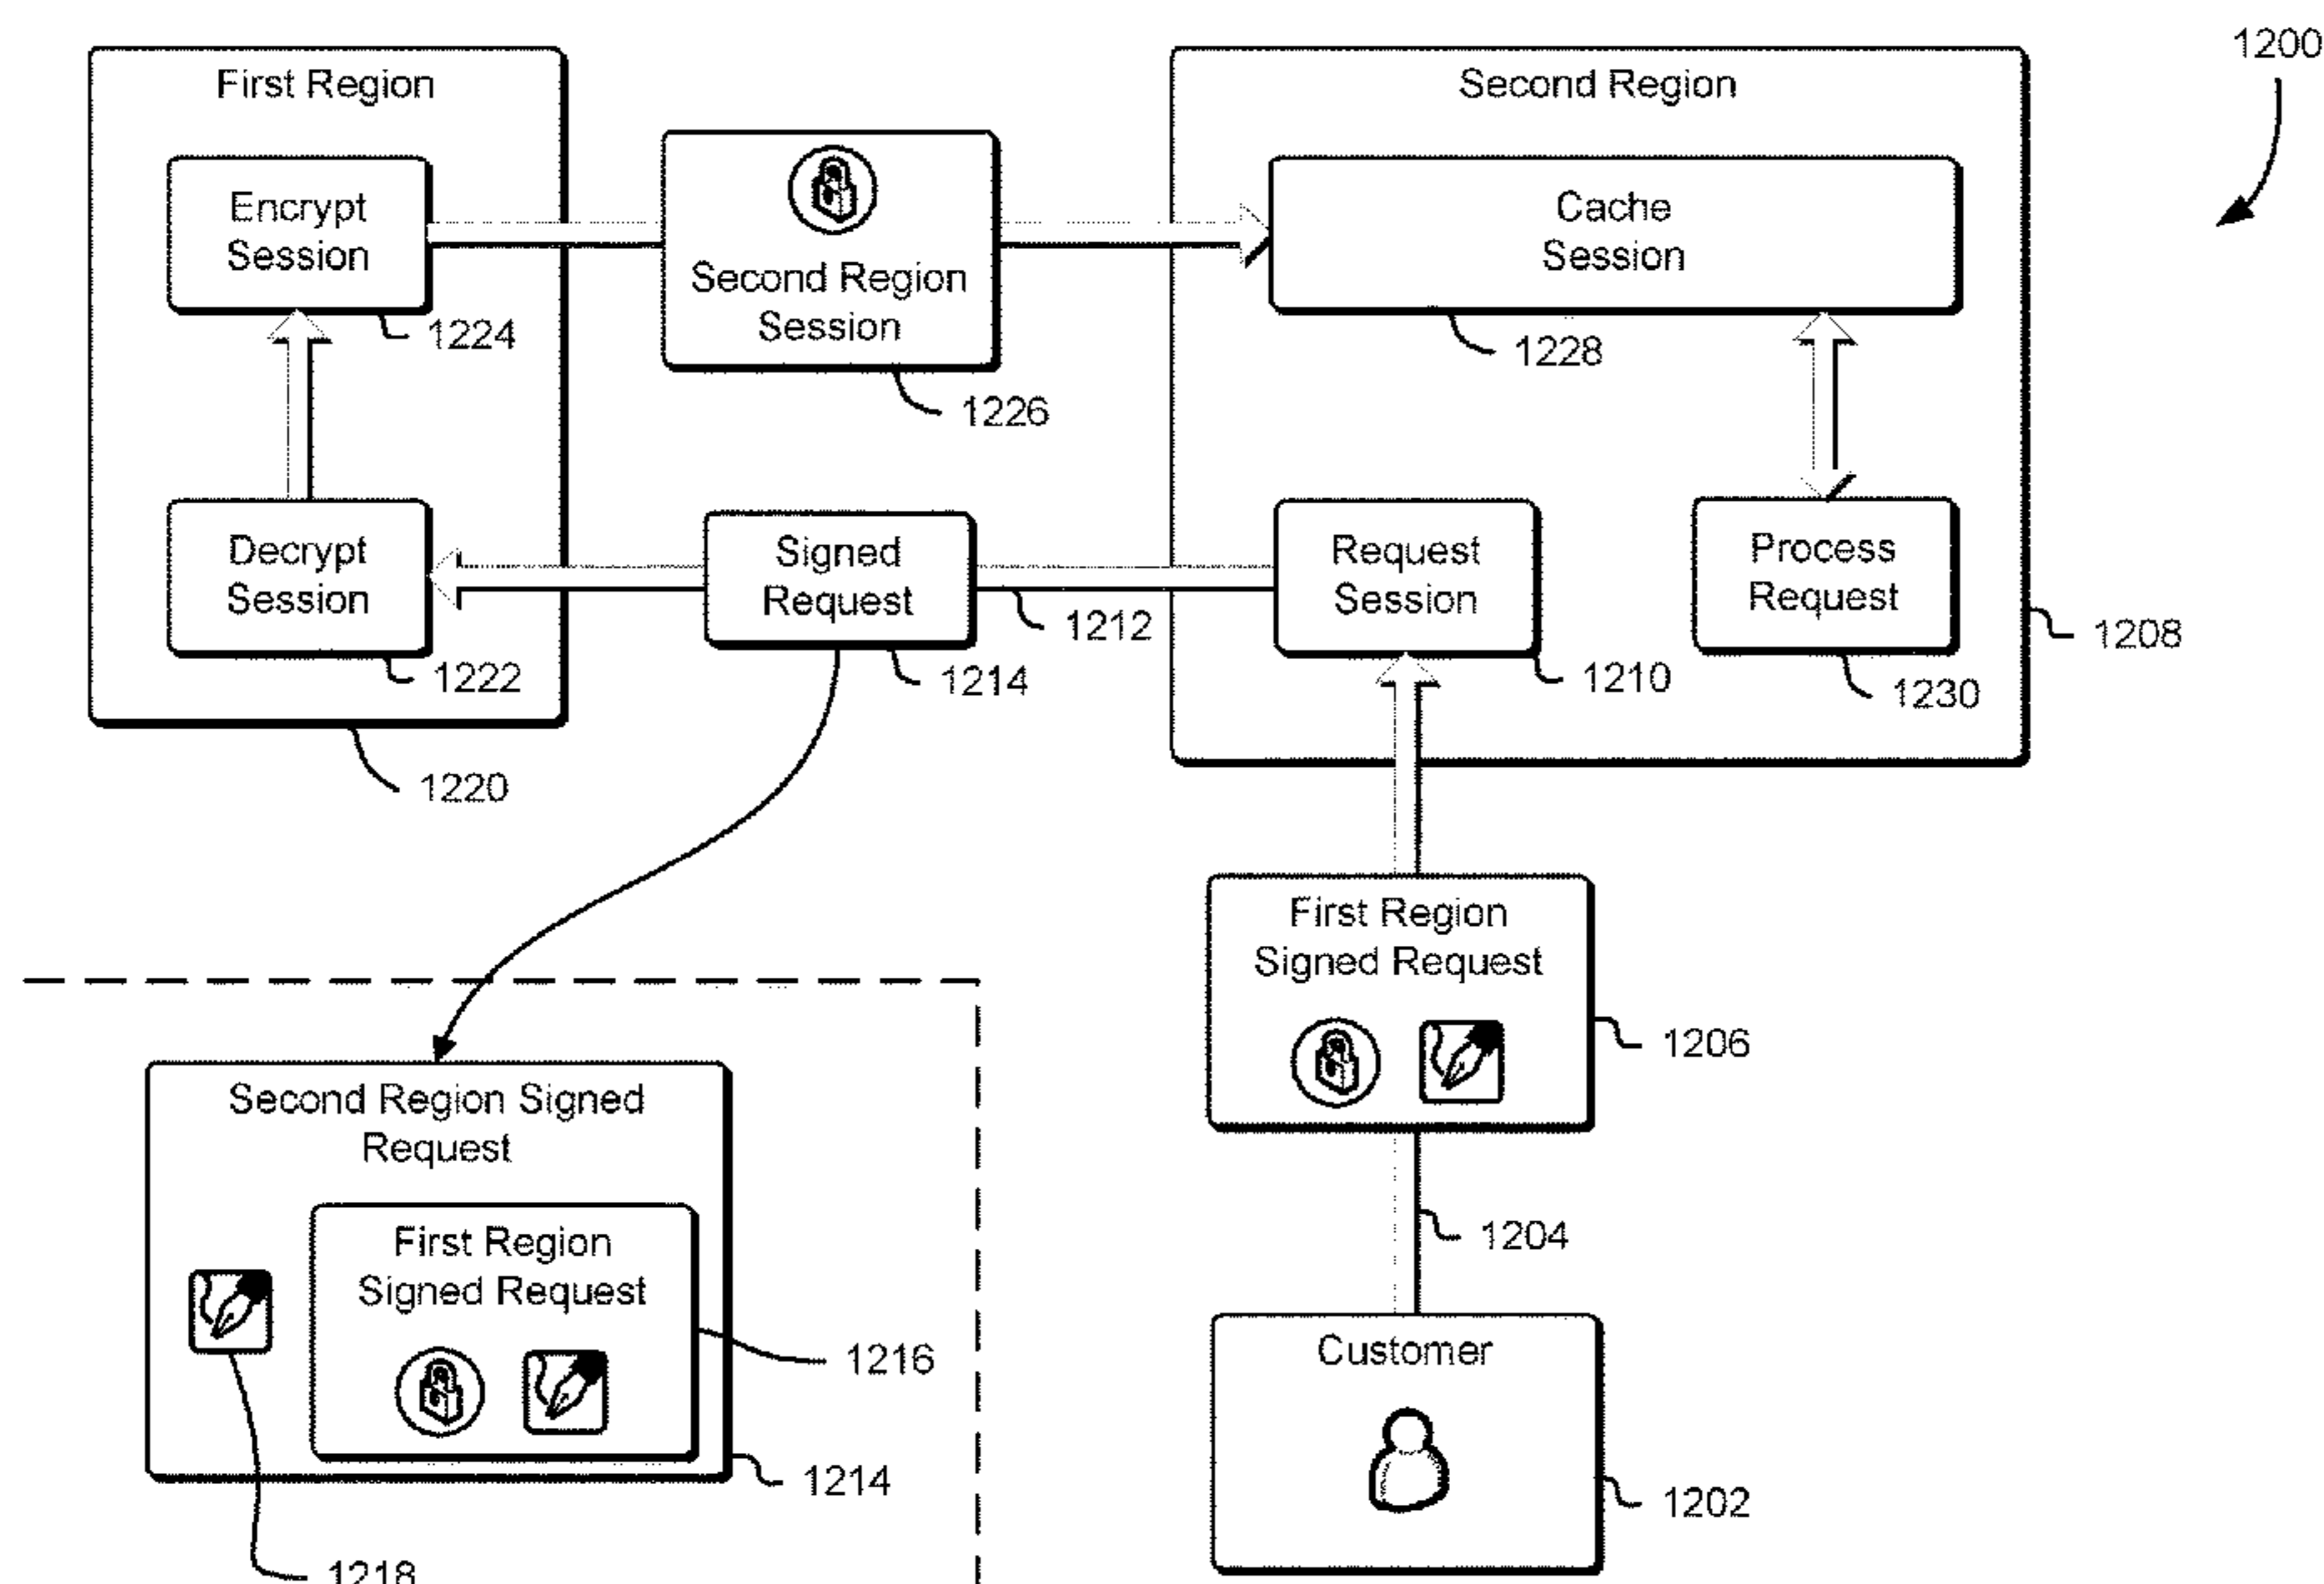 1200
First Region
Second Region
Encrypt
Session
1224
Second Region
Session
1226
Cache
Session
1228
Decrypt
Session
1222
Signed
Request
1214
1212
Request
Session
1210
Process
Request
1230
1208
1220
First Region
Signed Request
1206
1204
Second Region Signed
Request
First Region
Signed Request
1216
1214
1218
Customer
1202